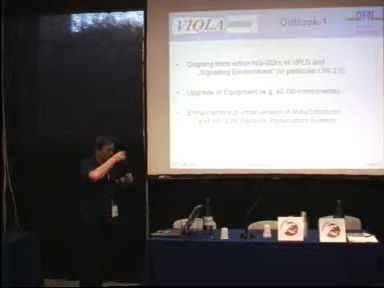 VIOLA
Outlook-1
DFN
• Ongoing tests within NG-SDH, H-VPLS and
„Signalling Environment" (in particular UNI 2.0)
• Upgrade of Equipment (e.g. 40 Gb-components)
• Enhancement of initial version of MetaScheduler
and ARGON (Network Reservation System)